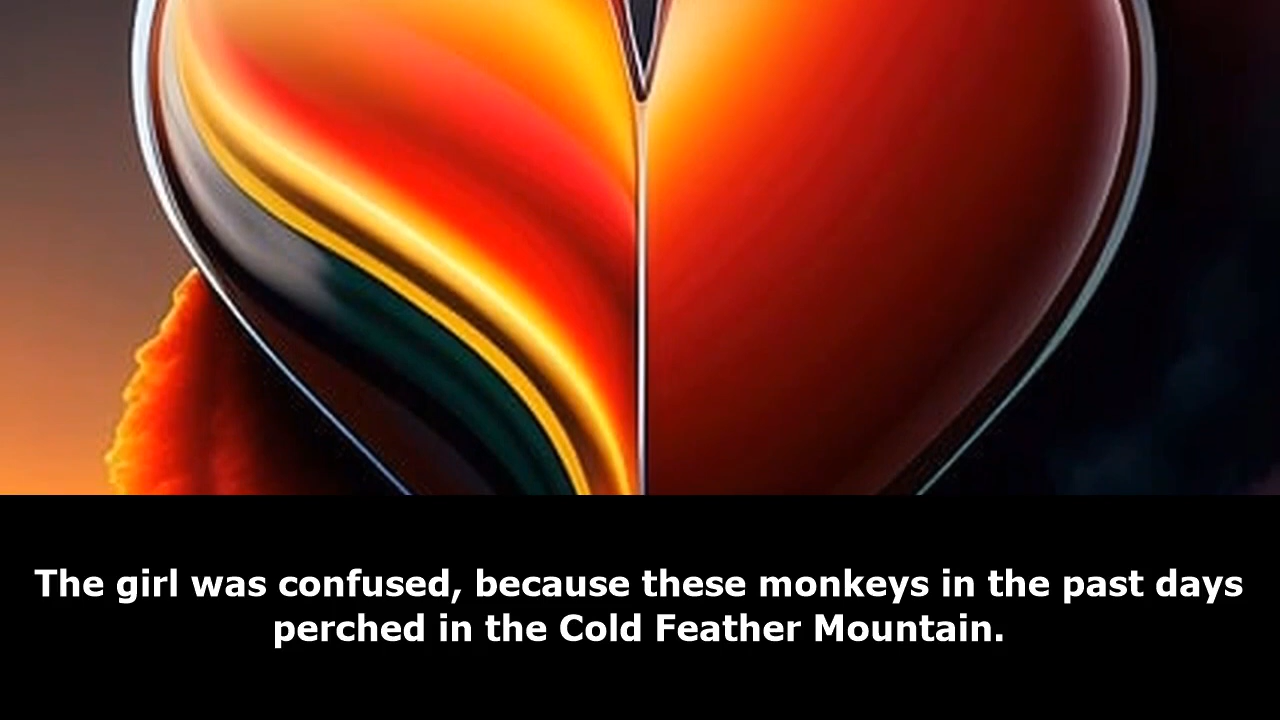 The girl was confused, because these monkeys in the past days
perched in the Cold Feather Mountain.